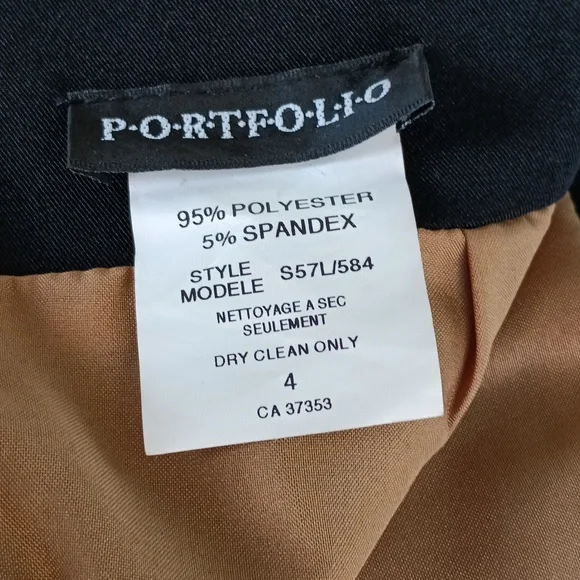 P·O·R·T·F·O·L·I·O
95% POLYESTER
5% SPANDEX
STYLE
MODELE S57L/584
NETTOYAGE A SEC
SEULEMENT
DRY CLEAN ONLY
4
CA 37353